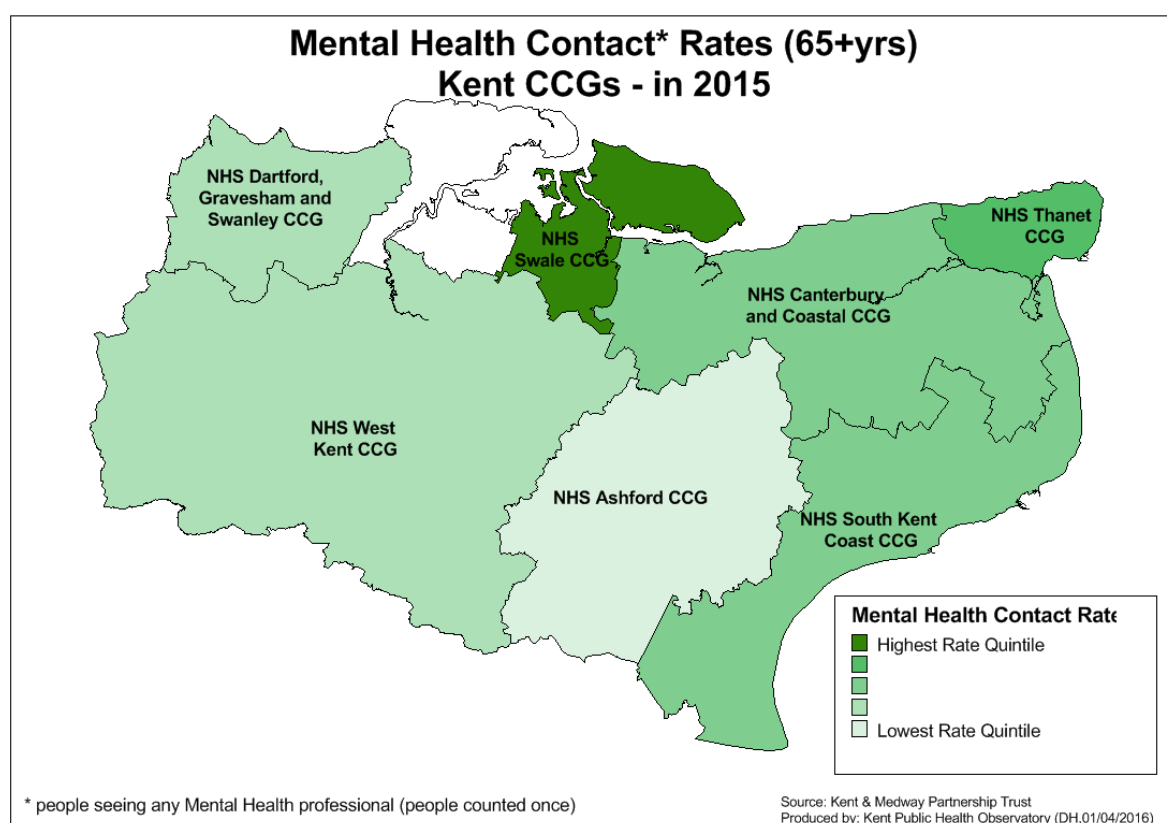 Mental Health Contact* Rates (65+yrs)
Kent CCGs - in 2015
NHS Dartford,
Gravesham and
Swanley CCG
NHS
Swale CCG
NHS Thanet
CCG
NHS Canterbury
and Coastal CCG
NHS West
Kent CCG
NHS Ashford CCG
NHS South Kent
Coast CCG
Mental Health Contact Rate
Highest Rate Quintile
Lowest Rate Quintile
* people seeing any Mental Health professional (people counted once)
Source: Kent & Medway Partnership Trust
Produced by: Kent Public Health Observatory (DH,01/04/2016)